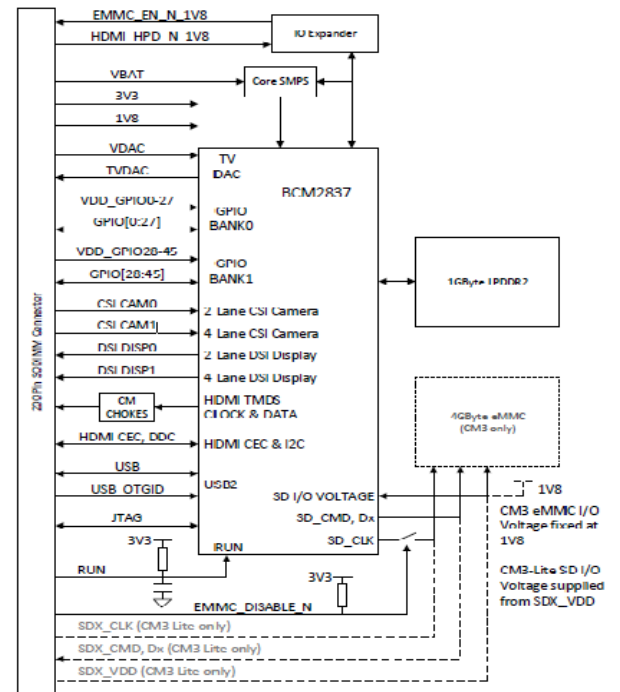 EMMC_EN_N_1V8
HDMI_HPD_N_1V8
IO Expander
VBAT
Core SMPS
3V3
1V8
VDAC
TV
TVDAC
DAC
BCM2837
VDD_GPIO0-27
GPIO
GPIO[0:27]
BANK0
VDD_GPIO28-45
GPIO
GPIO[28:45]
BANK1
1GByte LPDDR2
CSI CAM0
2 Lane CSI Camera
CSI CAM1
4 Lane CSI Camera
DSI DISP0
2 Lane DSI Display
DSI DISP1
4 Lane DSI Display
CM
CHOKES
HDMI TMDS
CLOCK & DATA
4GByte eMMC
(CM3 only)
HDMI CEC, DDC
HDMI CEC & I2C
USB
USB2
USB OTGID
SD I/O VOLTAGE
1V8
JTAG
SD_CMD, Dx
CM3 eMMC I/O
Voltage fixed at
1V8
3V3
RUN
SD_CLK
RUN
3V3
CM3-Lite SD I/O
Voltage supplied
from SDX_VDD
EMMC_DISABLE_N
SDX_CLK (CM3 Lite only)
SDX_CMD, Dx (CM3 Lite only)
SDX_VDD (CM3 Lite only)
200Pin SODIMM Connector